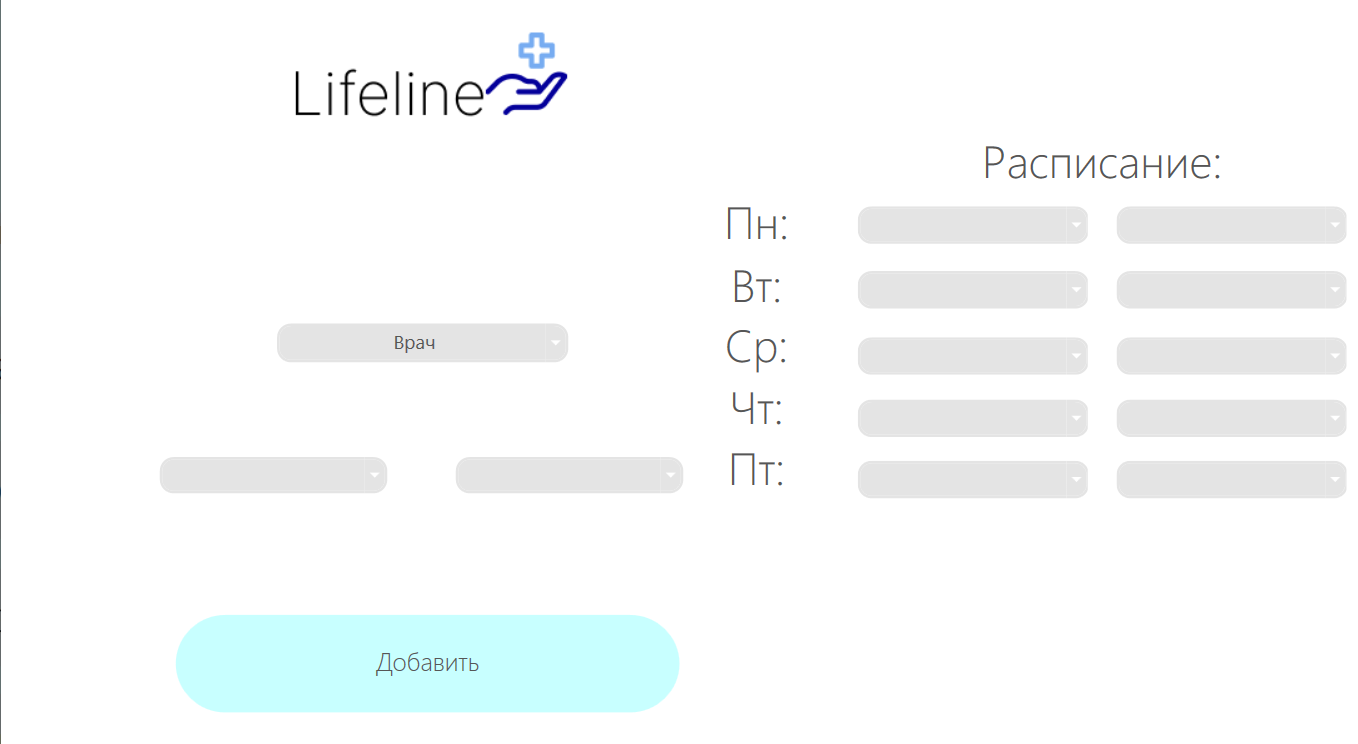 Lifeline
Расписание:
Пн:
Вт:
Врач
Ср:
Чт:
Пт:
Добавить